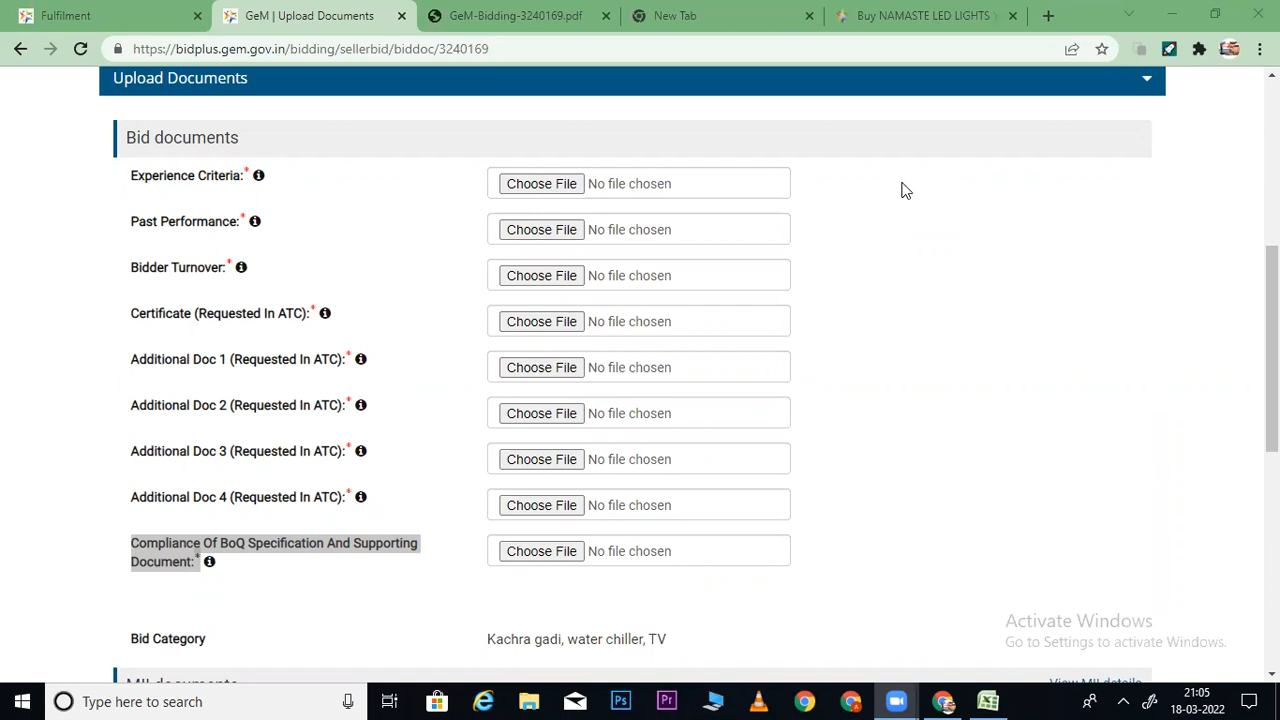 Fulfilment
GeM | Upload Documents
GeM-Bidding-3240169.pdf
New Tab
Buy NAMASTE LED LIGHTS
https://bidplus.gem.gov.in/bidding/sellerbid/biddoc/3240169
Upload Documents
Bid documents
Experience Criteria:* Choose File No file chosen
Past Performance:* Choose File No file chosen
Bidder Turnover:* Choose File No file chosen
Certificate (Requested In ATC):* Choose File No file chosen
Additional Doc 1 (Requested In ATC):* Choose File No file chosen
Additional Doc 2 (Requested In ATC):* Choose File No file chosen
Additional Doc 3 (Requested In ATC):* Choose File No file chosen
Additional Doc 4 (Requested In ATC):* Choose File No file chosen
Compliance Of BoQ Specification And Supporting
Document:* Choose File No file chosen
Bid Category Kachra gadi, water chiller, TV
MII documents View MII details
Activate Windows
Go to Settings to activate Windows.
Type here to search
21:05
18-03-2022